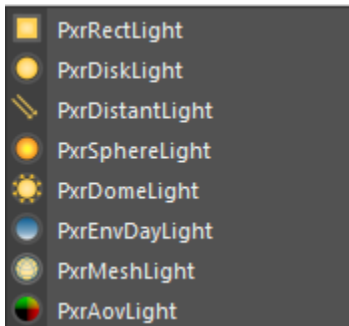 PxrRectLight
PxrDiskLight
PxrDistantLight
PxrSphereLight
PxrDomeLight
PxrEnvDayLight
PxrMeshLight
PxrAovLight